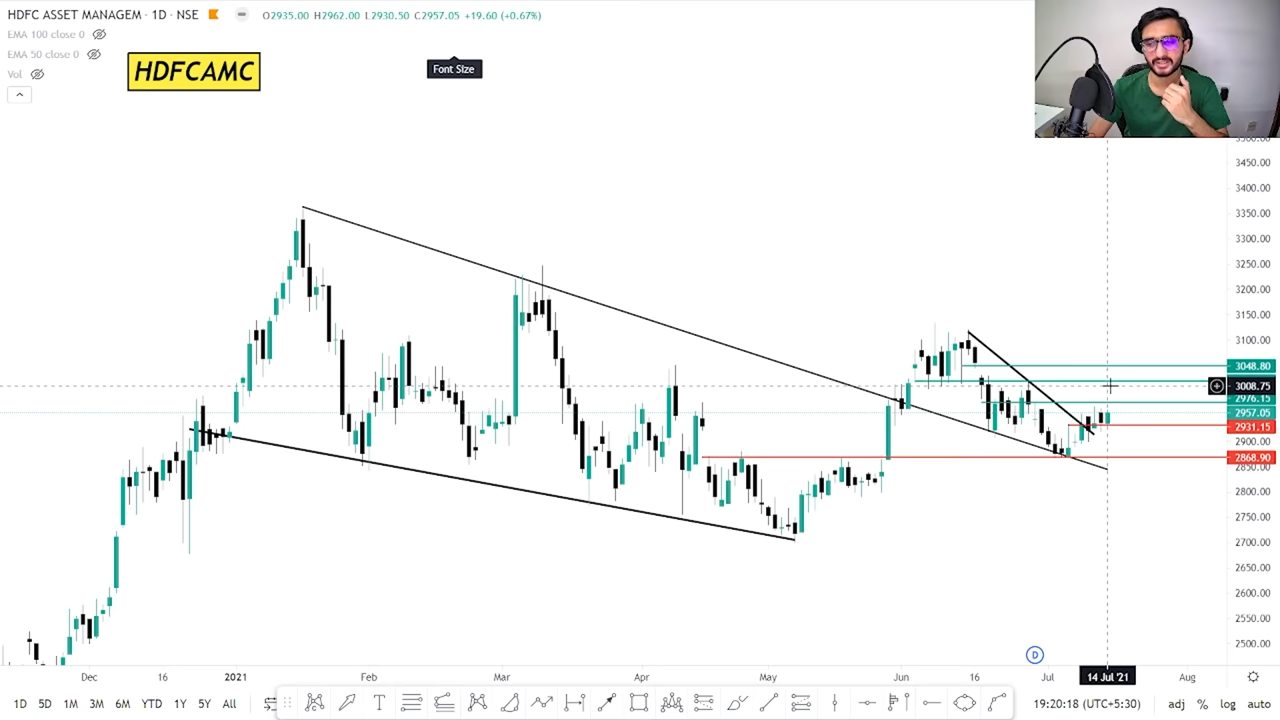 HDFC ASSET MANAGEM · 1D · NSE O2935.00 H2962.00 L2930.50 C2957.05 +19.60 (+0.67%)
EMA 100 close 0
EMA 50 close 0
Vol
HDFCAMC
Font Size
3450.00
3400.00
3350.00
3300.00
3250.00
3200.00
3150.00
3100.00
3048.80
3008.75
2976.15
2957.05
2931.15
2900.00
2868.90
2850.00
2800.00
2750.00
2700.00
2650.00
2600.00
2550.00
2500.00
D
Dec 16 2021 Feb Mar Apr May Jun 16 Jul 14 Jul '21 Aug
1D 5D 1M 3M 6M YTD 1Y 5Y All T 19:20:18 (UTC+5:30) adj % log auto